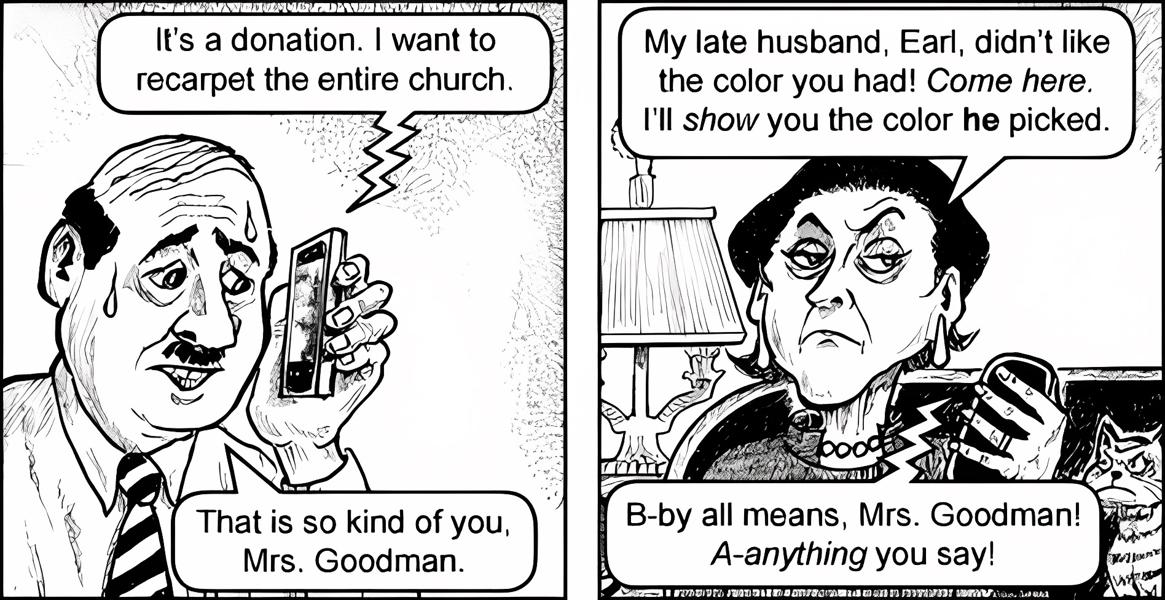 It's a donation. I want to
recarpet the entire church.
That is so kind of you,
Mrs. Goodman.
My late husband, Earl, didn't like
the color you had! Come here.
I'll show you the color he picked.
B-by all means, Mrs. Goodman!
A-anything you say!